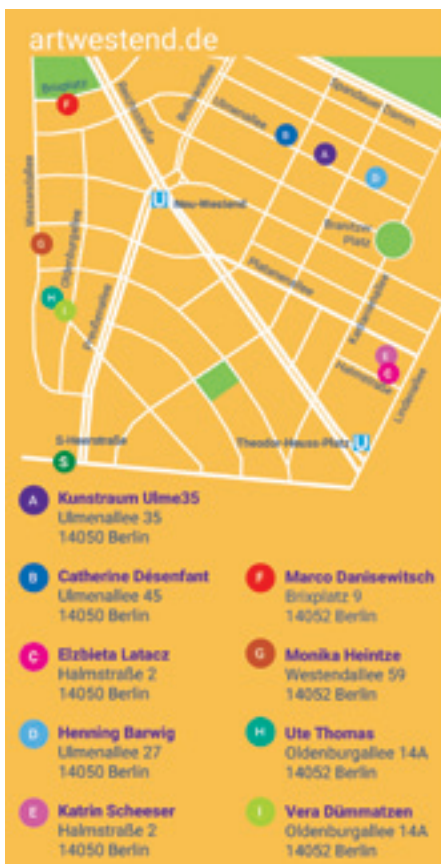 artwestend.de
Brixplatz
F
Reichsstraße
Bolivarallee
Spandauer Damm
Ulmenallee
B
A
D
Westendallee
U
Neu-Westend
Branitzer
Platz
G
Oldenburgallee
Platanenallee
H
I
Preußenallee
Kastanienallee
E
C
Halmstraße
Lindenallee
S-Heerstraße
Theodor-Heuss-Platz
U
S
A Kunstraum Ulme35
Ulmenallee 35
14050 Berlin
B Catherine Désenfant
Ulmenallee 45
14050 Berlin
C Elzbieta Latacz
Halmstraße 2
14050 Berlin
D Henning Barwig
Ulmenallee 27
14050 Berlin
E Katrin Scheeser
Halmstraße 2
14050 Berlin
F Marco Danisewitsch
Brixplatz 9
14052 Berlin
G Monika Heintze
Westendallee 59
14052 Berlin
H Ute Thomas
Oldenburgallee 14A
14052 Berlin
I Vera Dümmatzen
Oldenburgallee 14A
14052 Berlin